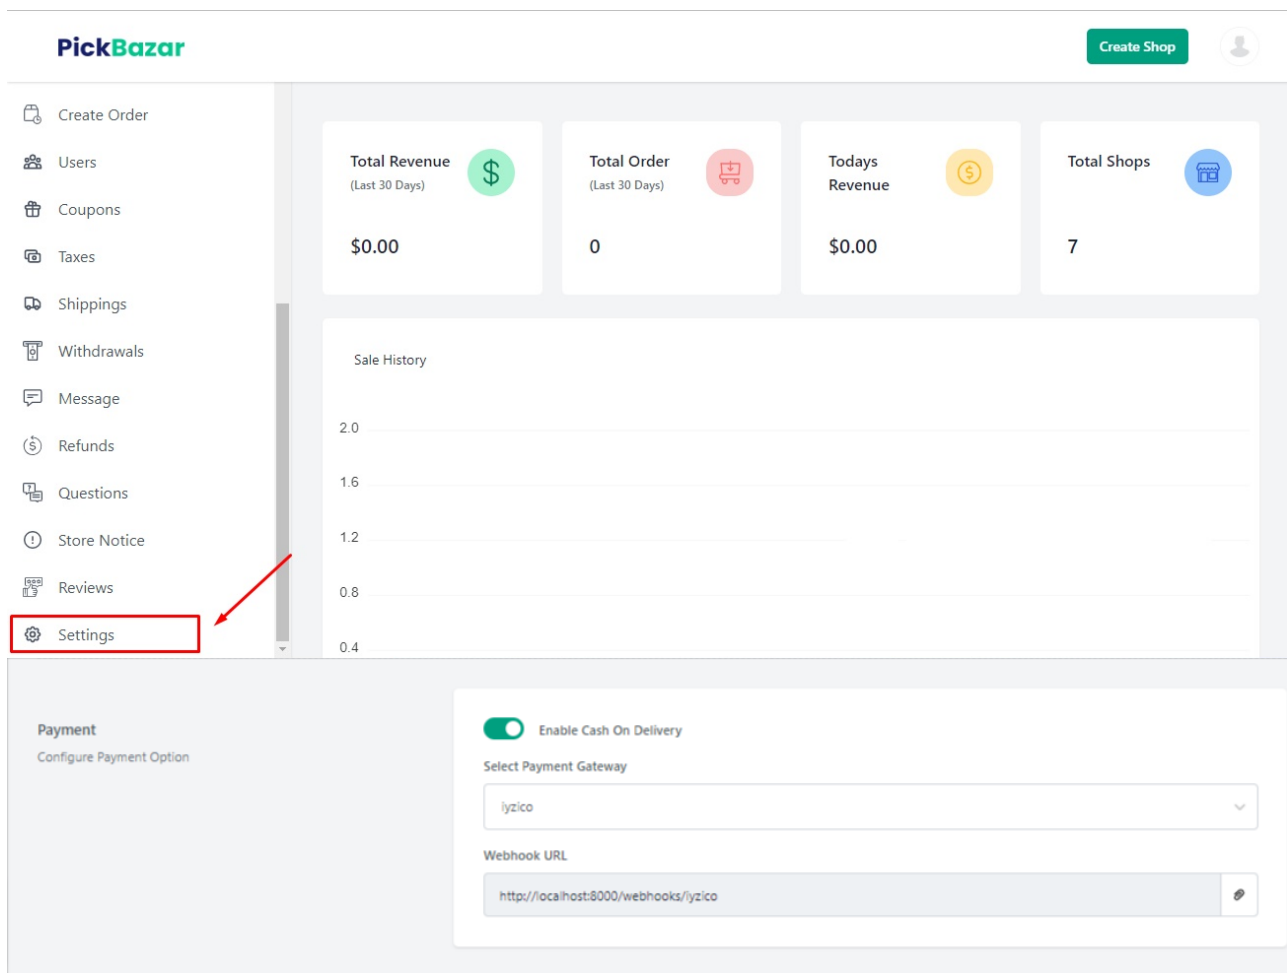 PickBazar
Create Shop
Create Order
Users
Coupons
Taxes
Shippings
Withdrawals
Message
Refunds
Questions
Store Notice
Reviews
Settings
Total Revenue
(Last 30 Days)
$0.00
Total Order
(Last 30 Days)
0
Todays
Revenue
$0.00
Total Shops
7
Sale History
2.0
1.6
1.2
0.8
0.4
Payment
Configure Payment Option
Enable Cash On Delivery
Select Payment Gateway
iyzico
Webhook URL
http://localhost:8000/webhooks/iyzico